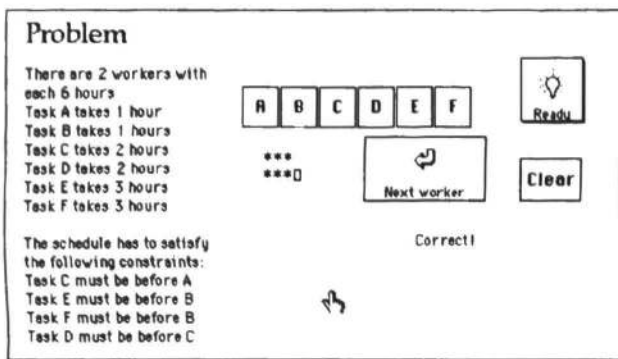 Problem
There are 2 workers with
each 6 hours
Task A takes 1 hour
Task B takes 1 hours
Task C takes 2 hours
Task D takes 2 hours
Task E takes 3 hours
Task F takes 3 hours
The schedule has to satisfy
the following constraints:
Task C must be before A
Task E must be before B
Task F must be before B
Task D must be before C
A B C D E F
***
***▯
Next worker
Ready
Clear
Correct!